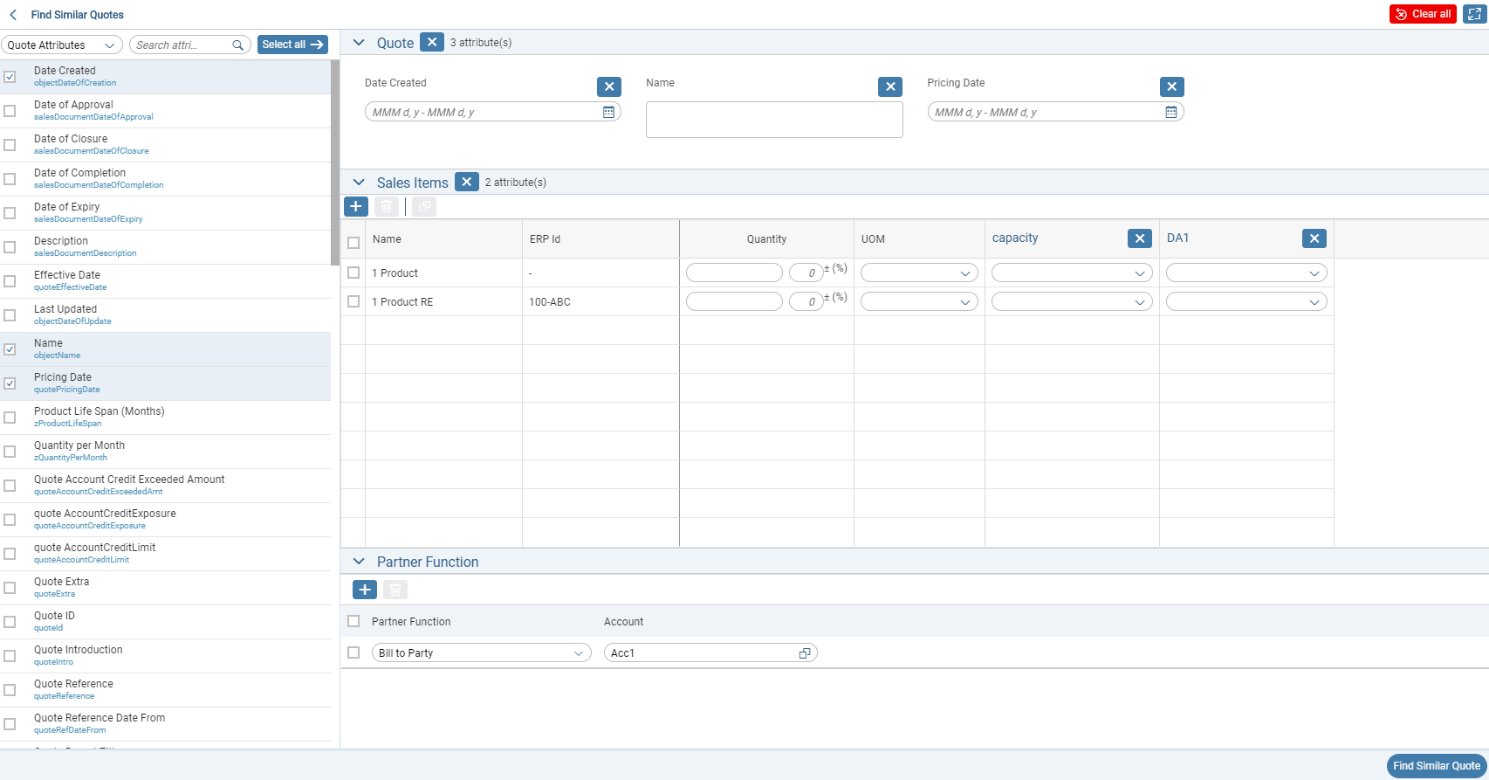 Find Similar Quotes
Clear all
Quote Attributes
Search attri...
Select all
Date Created
objectDateOfCreation
Date of Approval
salesDocumentDateOfApproval
Date of Closure
salesDocumentDateOfClosure
Date of Completion
salesDocumentDateOfCompletion
Date of Expiry
salesDocumentDateOfExpiry
Description
salesDocumentDescription
Effective Date
quoteEffectiveDate
Last Updated
objectDateOfUpdate
Name
objectName
Pricing Date
quotePricingDate
Product Life Span (Months)
zProductLifeSpan
Quantity per Month
zQuantityPerMonth
Quote Account Credit Exceeded Amount
quoteAccountCreditExceededAmt
quote AccountCreditExposure
quoteAccountCreditExposure
quote AccountCreditLimit
quoteAccountCreditLimit
Quote Extra
quoteExtra
Quote ID
quoteId
Quote Introduction
quoteIntro
Quote Reference
quoteReference
Quote Reference Date From
quoteRefDateFrom
Quote 3 attribute(s)
Date Created Name Pricing Date
MMM d, y - MMM d, y MMM d, y - MMM d, y
Sales Items 2 attribute(s)
Name ERP Id Quantity UOM capacity DA1
1 Product - 0 ± (%)
1 Product RE 100-ABC 0 ± (%)
Partner Function
Partner Function Account
Bill to Party Acc1
Find Similar Quote